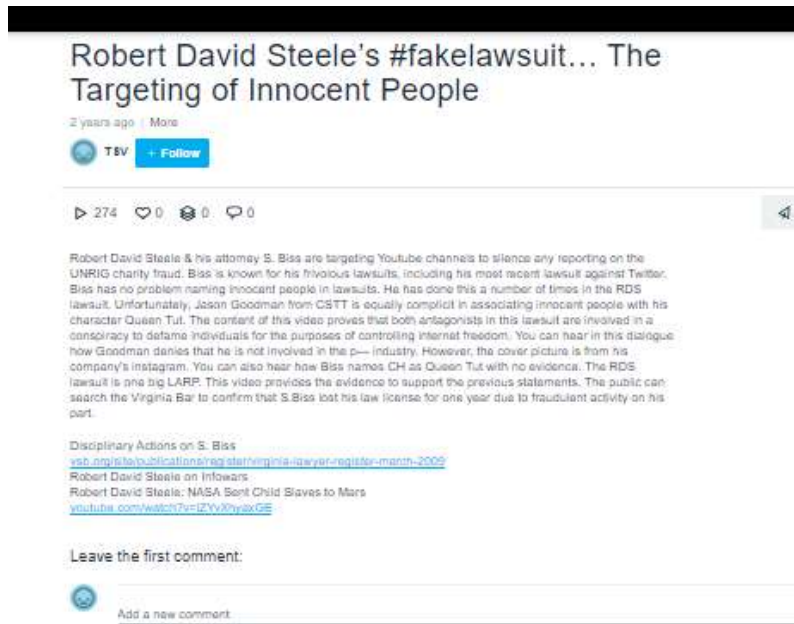 Robert David Steele's #fakelawsuit... The
Targeting of Innocent People
2 years ago | More
TSV + Follow
274 0 0 0
Robert David Steele & his attorney S. Biss are targeting Youtube channels to silence any reporting on the
UNRIG charity fraud. Biss is known for his frivolous lawsuits, including his most recent lawsuit against Twitter.
Biss has no problem naming innocent people in lawsuits. He has done this a number of times in the RDS
lawsuit. Unfortunately, Jason Goodman from CSTT is equally complicit in associating innocent people with his
character Queen Tut. The content of this video proves that both antagonists in this lawsuit are involved in a
conspiracy to defame individuals for the purposes of controlling internet freedom. You can hear in this dialogue
how Goodman denies that he is not involved in the p— industry. However, the cover picture is from his
company's instagram. You can also hear how Biss names CH as Queen Tut with no evidence. The RDS
lawsuit is one big LARP. This video provides the evidence to support the previous statements. The public can
search the Virginia Bar to confirm that S.Biss lost his law license for one year due to fraudulent activity on his
part.
Disciplinary Actions on S. Biss
vsb.org/site/publications/register/virginia-lawyer-register-month-2009
Robert David Steele on Infowars
Robert David Steele: NASA Sent Child Slaves to Mars
Leave the first comment:
Add a new comment